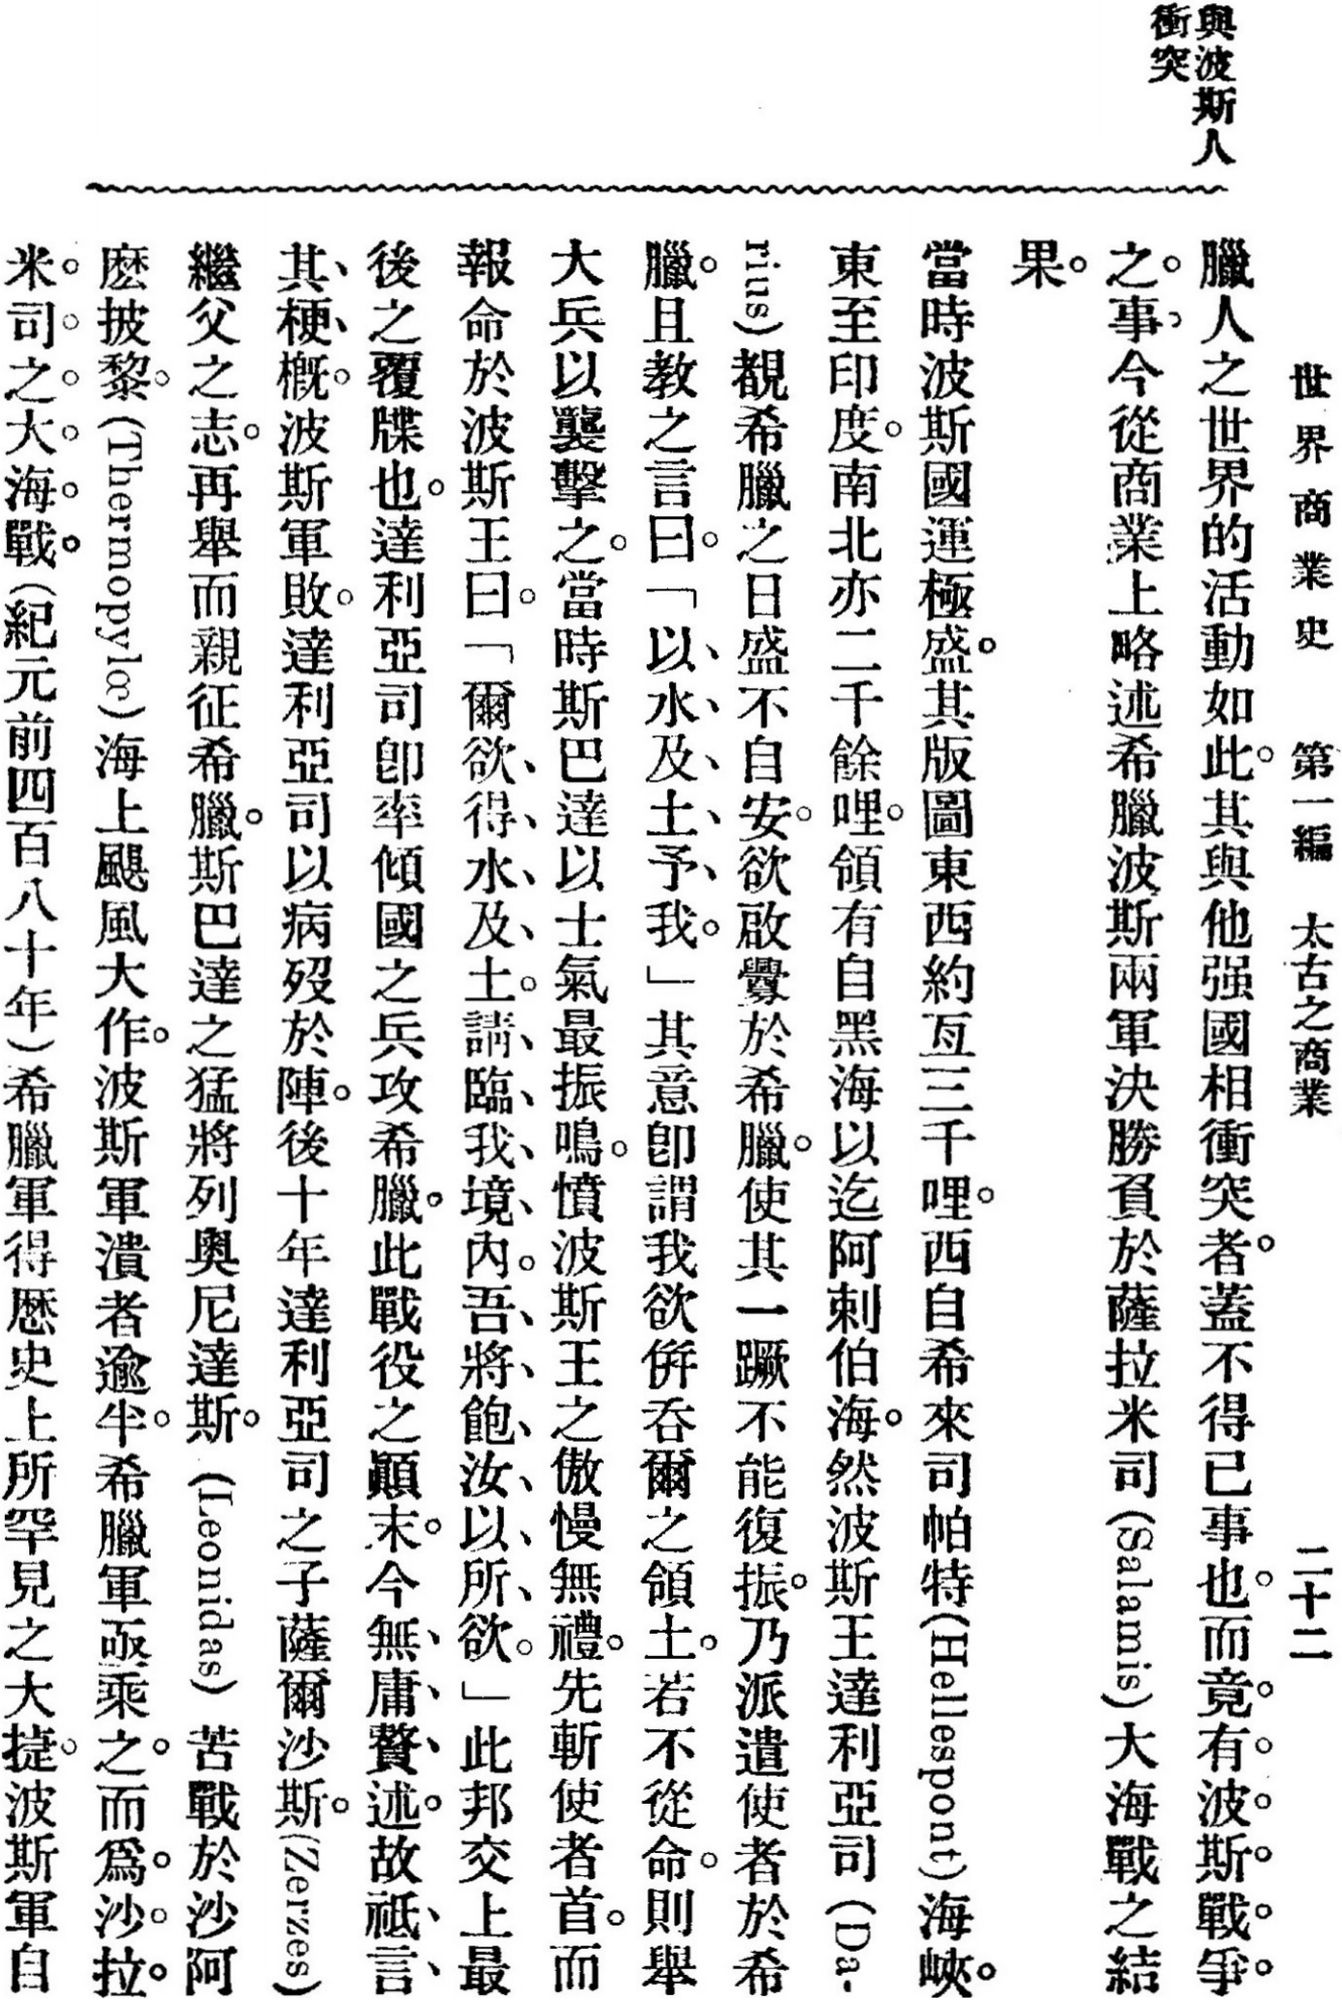 世界商業史　第一編　太古之商業　二十二
與波斯人
衝突
臘人之世界的活動如此。其與他强國相衝突者。蓋不得已事也。而竟有波斯戰爭
之事。今從商業上略述希臘波斯兩軍決勝負於薩拉米司(Salamis)大海戰之結
果。
當時波斯國運極盛。其版圖東西約亙三千哩。西自希來司帕特(Hellespont)海峽。
東至印度。南北亦二千餘哩。領有自黑海以迄阿剌伯海。然波斯王達利亞司(Da-
rius)覩希臘之日盛不自安。欲啟釁於希臘。使其一蹶不能復振。乃派遣使者於希
臘。且教之言曰。「以水及土予我。」其意卽謂我欲倂吞爾之領土。若不從命。則舉
大兵以襲擊之。當時斯巴達以士氣最振鳴。憤波斯王之傲慢無禮。先斬使者首。而
報命於波斯王曰。「爾欲得水及土。請臨我境內。吾將飽汝以所欲。」此邦交上最
後之覆牒也。達利亞司卽率傾國之兵攻希臘。此戰役之顚末。今無庸贅述。故祗言
其梗概。波斯軍敗。達利亞司以病歿於陣。後十年達利亞司之子薩爾沙斯。(Zerzes)
繼父之志。再舉而親征希臘。斯巴達之猛將列奧尼達斯。(Leonidas)苦戰於沙阿
麽披黎。(Thermopylœ)海上颶風大作。波斯軍潰者逾半。希臘軍亟乘之。而爲沙拉
米司之大海戰。(紀元前四百八十年)希臘軍得歷史上所罕見之大捷。波斯軍自